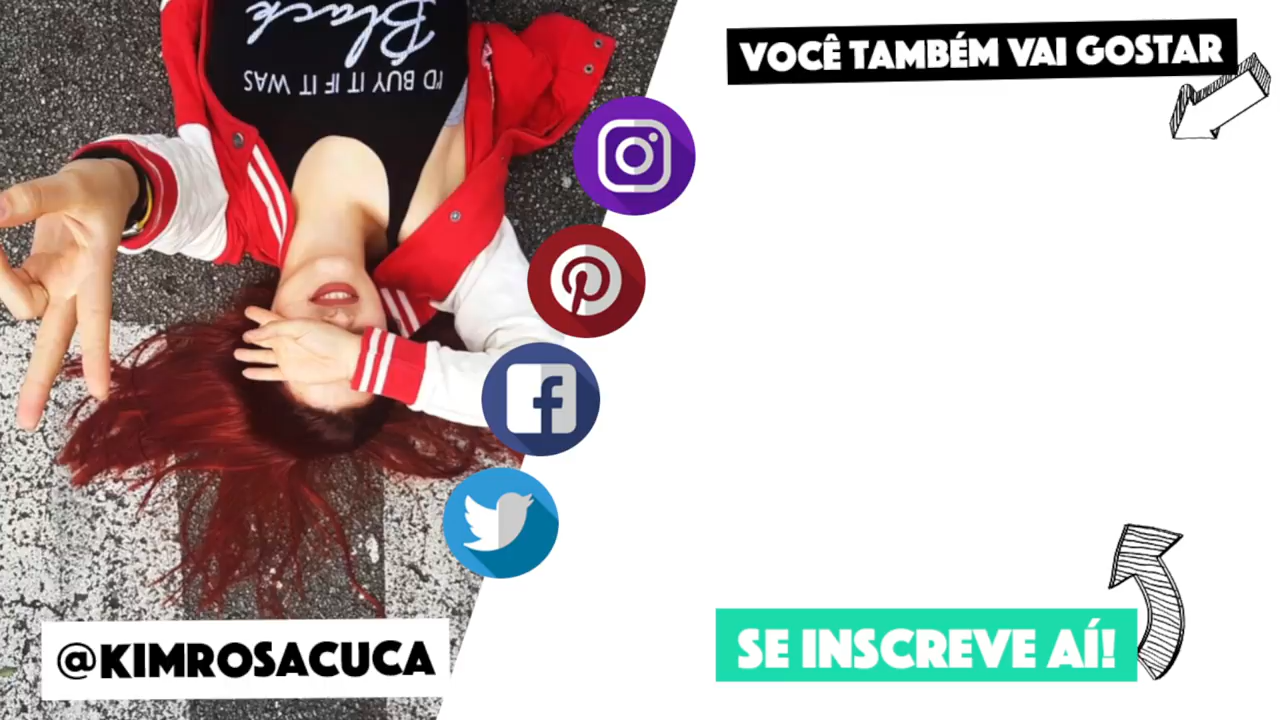 Black
I'D BUY IT IF IT WAS
VOCÊ TAMBÉM VAI GOSTAR
@KIMROSACUCA
SE INSCREVE AÍ!